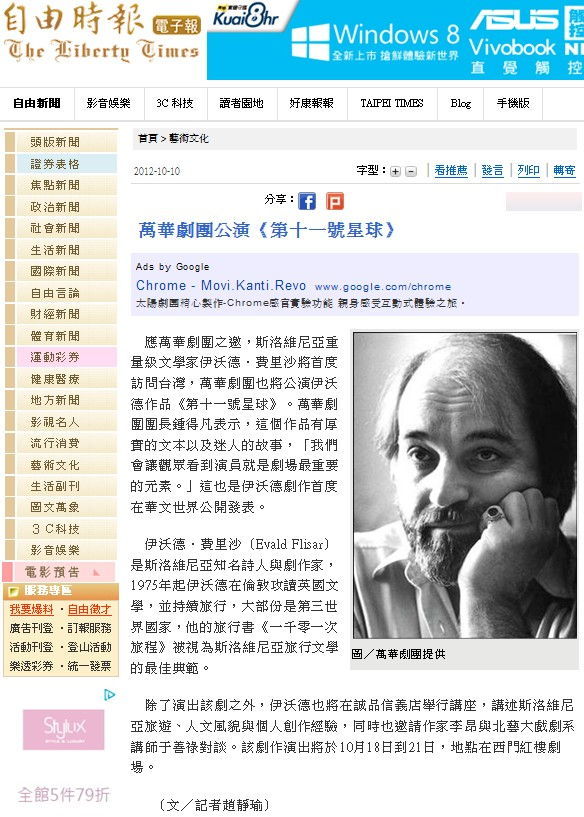 自由時報 電子報
The Liberty Times
Kuai8hr
Windows 8
全新上市 搶鮮體驗新世界
ASUS
Vivobook
直覺觸控
自由新聞 影音娛樂 3C 科技 讀者園地 好康報報 TAIPEI TIMES Blog 手機版
頭版新聞
證券表格
焦點新聞
政治新聞
社會新聞
生活新聞
國際新聞
自由言論
財經新聞
體育新聞
運動彩券
健康醫療
地方新聞
影視名人
流行消費
藝術文化
生活副刊
圖文萬象
3C科技
影音娛樂
電影預告
服務專區
我要爆料 ‧自由徵才
廣告刊登 ‧訂報服務
活動刊登 ‧登山活動
樂透彩券 ‧統一發票
Stylux
全館5件79折
首頁 > 藝術文化
2012-10-10
字型: + - | 看推薦 | 發言 | 列印 | 轉寄
分享:
萬華劇團公演《第十一號星球》
Ads by Google
Chrome - Movi.Kanti.Revo www.google.com/chrome
太陽劇團特心製作-Chrome感官實驗功能 親身感受互動式體驗之旅。
應萬華劇團之邀，斯洛維尼亞重
量級文學家伊沃德‧費里沙將首度
訪問台灣，萬華劇團也將公演伊沃
德作品《第十一號星球》。萬華劇
團團長鍾得凡表示，這個作品有厚
實的文本以及迷人的故事，「我們
會讓觀眾看到演員就是劇場最重要
的元素。」這也是伊沃德劇作首度
在華文世界公開發表。
伊沃德‧費里沙〔Evald Flisar〕
是斯洛維尼亞知名詩人與劇作家，
1975年起伊沃德在倫敦攻讀英國文
學，並持續旅行，大部份是第三世
界國家，他的旅行書《一千零一次
旅程》被視為斯洛維尼亞旅行文學
的最佳典範。
圖／萬華劇團提供
除了演出該劇之外，伊沃德也將在誠品信義店舉行講座，講述斯洛維尼
亞旅遊、人文風貌與個人創作經驗，同時也邀請作家李昂與北藝大戲劇系
講師于善祿對談。該劇作演出將於10月18日到21日，地點在西門紅樓劇
場。
〔文／記者趙靜瑜〕